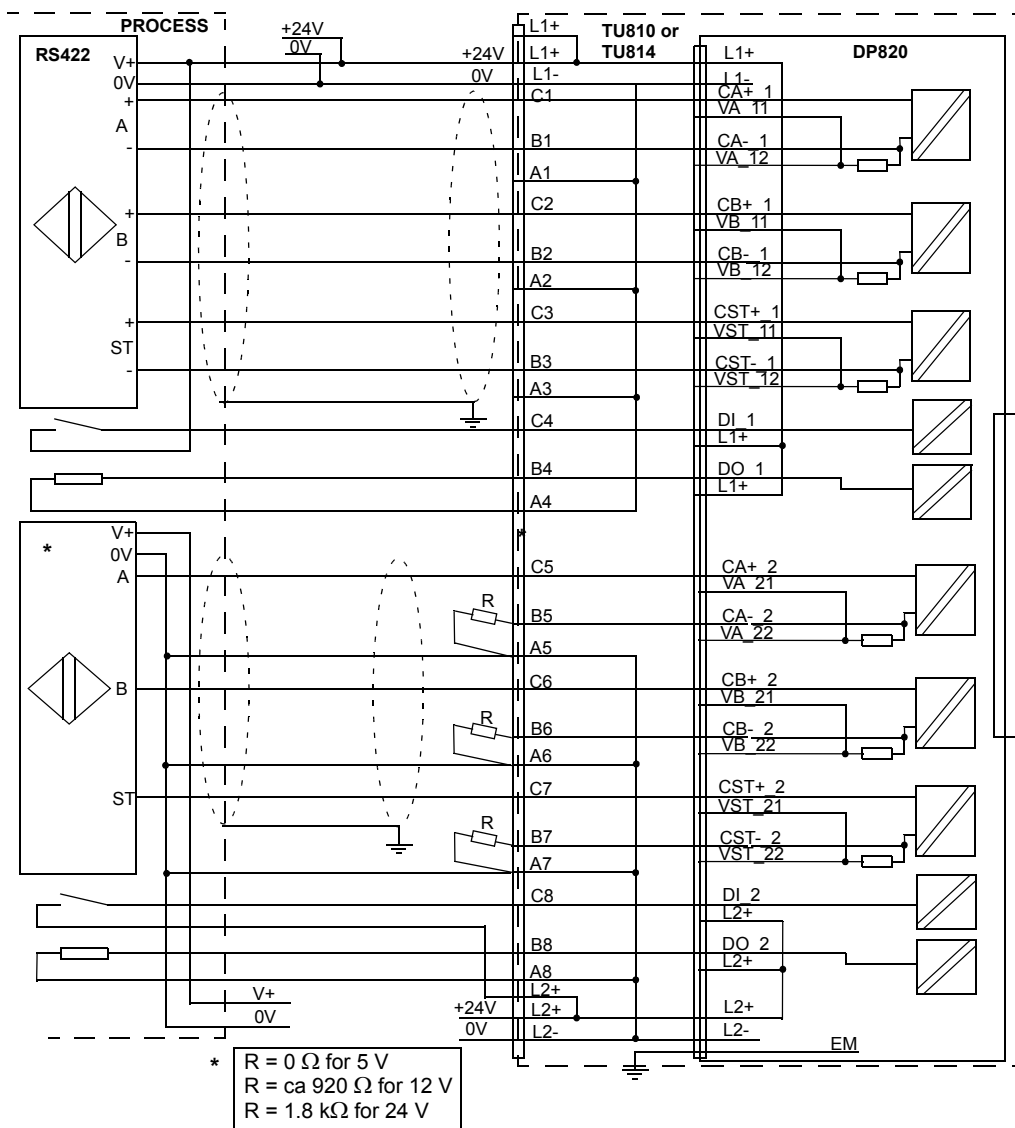 PROCESS
+24V
0V
L1+
TU810 or
TU814
RS422
V+
0V
+24V
0V
L1+
L1-
L1+
L1-
DP820
+
A
-
C1
CA+_1
VA_11
B1
CA-_1
VA_12
A1
+
B
-
C2
CB+_1
VB_11
B2
CB-_1
VB_12
A2
+
ST
-
C3
CST+_1
VST_11
B3
CST-_1
VST_12
A3
C4
DI_1
L1+
B4
DO_1
L1+
A4
*
V+
0V
*
A
C5
CA+_2
VA_21
R
B5
CA-_2
VA_22
A5
B
C6
CB+_2
VB_21
R
B6
CB-_2
VB_22
A6
ST
C7
CST+_2
VST_21
R
B7
CST-_2
VST_22
A7
C8
DI_2
L2+
B8
DO_2
L2+
A8
V+
0V
L2+
+24V
L2+
L2+
0V
L2-
L2-
EM
*
R = 0 Ω for 5 V
R = ca 920 Ω for 12 V
R = 1.8 kΩ for 24 V